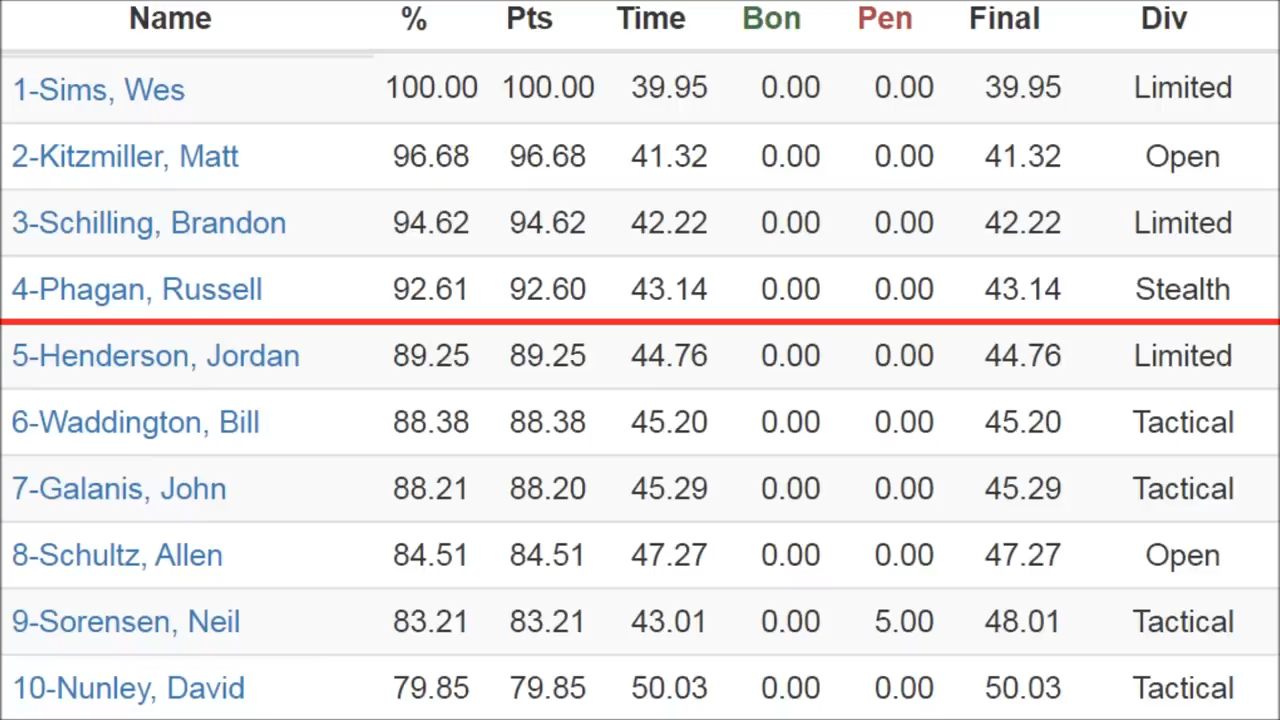 Name % Pts Time Bon Pen Final Div
1-Sims, Wes 100.00 100.00 39.95 0.00 0.00 39.95 Limited
2-Kitzmiller, Matt 96.68 96.68 41.32 0.00 0.00 41.32 Open
3-Schilling, Brandon 94.62 94.62 42.22 0.00 0.00 42.22 Limited
4-Phagan, Russell 92.61 92.60 43.14 0.00 0.00 43.14 Stealth
5-Henderson, Jordan 89.25 89.25 44.76 0.00 0.00 44.76 Limited
6-Waddington, Bill 88.38 88.38 45.20 0.00 0.00 45.20 Tactical
7-Galanis, John 88.21 88.20 45.29 0.00 0.00 45.29 Tactical
8-Schultz, Allen 84.51 84.51 47.27 0.00 0.00 47.27 Open
9-Sorensen, Neil 83.21 83.21 43.01 0.00 5.00 48.01 Tactical
10-Nunley, David 79.85 79.85 50.03 0.00 0.00 50.03 Tactical